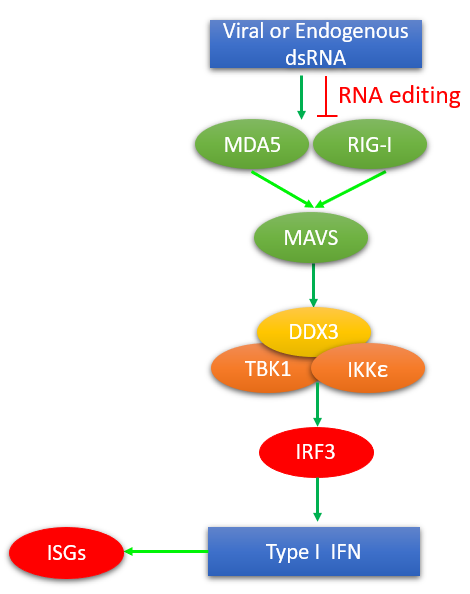 Viral or Endogenous
dsRNA
RNA editing
MDA5
RIG-I
MAVS
DDX3
TBK1
IKKε
IRF3
Type I  IFN
ISGs